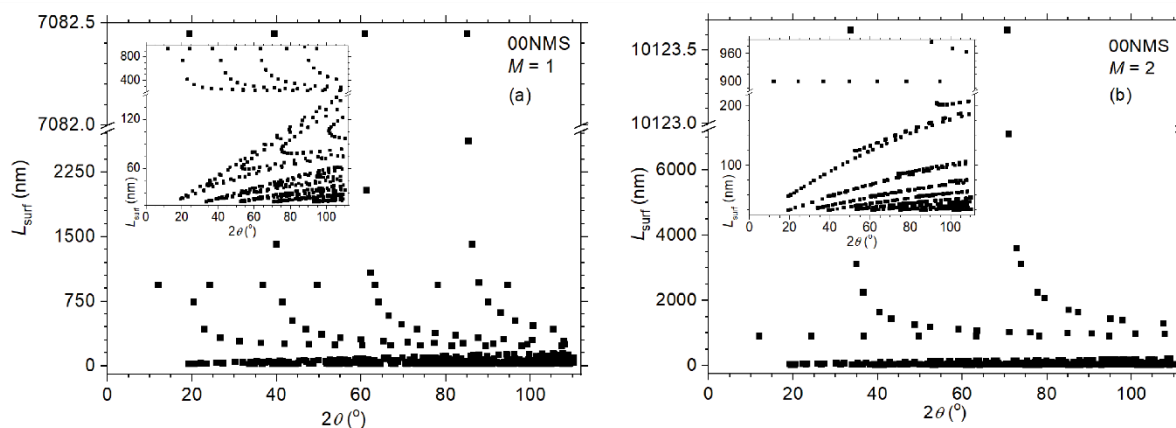 7082.5
7082.0
2250
1500
750
0
L_surf (nm)
0 20 40 60 80 100
2θ (°)
00NMS
M = 1
(a)
800
400
120
60
L_surf (nm)
0 20 40 60 80 100
2θ (°)
10123.5
10123.0
6000
4000
2000
0
L_surf (nm)
0 20 40 60 80 100
2θ (°)
00NMS
M = 2
(b)
960
900
200
100
L_surf (nm)
0 20 40 60 80 100
2θ (°)